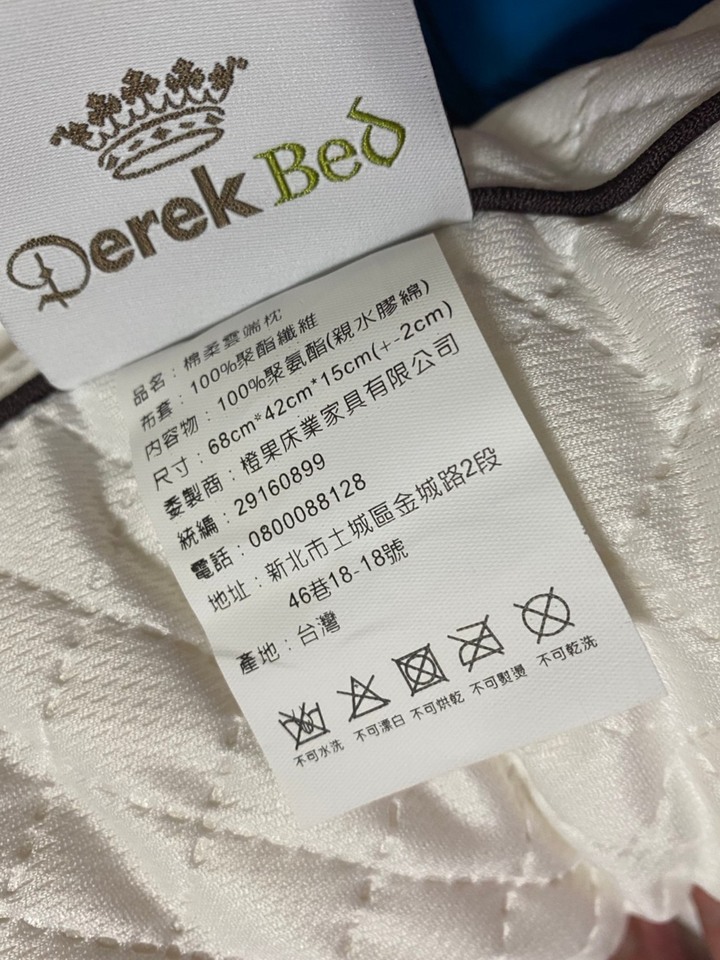 Derek Bed
品名：棉柔雲端枕
布套：100%聚酯纖維
內容物：100%聚氨酯(親水膠綿)
尺寸：68cm*42cm*15cm(+-2cm)
委製商：橙果床業家具有限公司
統編：29160899
電話：0800088128
地址：新北市土城區金城路2段
46巷18-18號
產地：台灣
不可水洗 不可漂白 不可烘乾 不可熨燙 不可乾洗